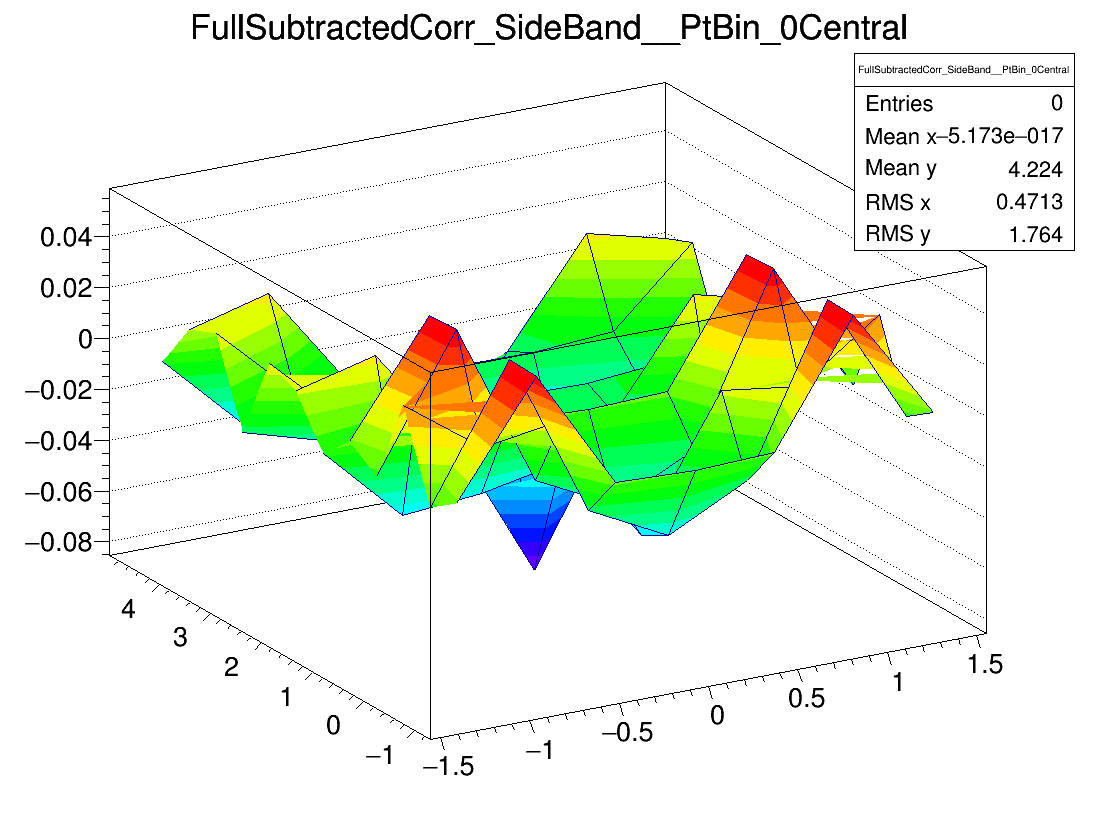 FullSubtractedCorr_SideBand__PtBin_0Central
FullSubtractedCorr_SideBand__PtBin_0Central
Entries 0
Mean x −5.173e−017
Mean y 4.224
RMS x 0.4713
RMS y 1.764
0.04
0.02
0
−0.02
−0.04
−0.06
−0.08
4
3
2
1
0
−1
−1.5
−1
−0.5
0
0.5
1
1.5